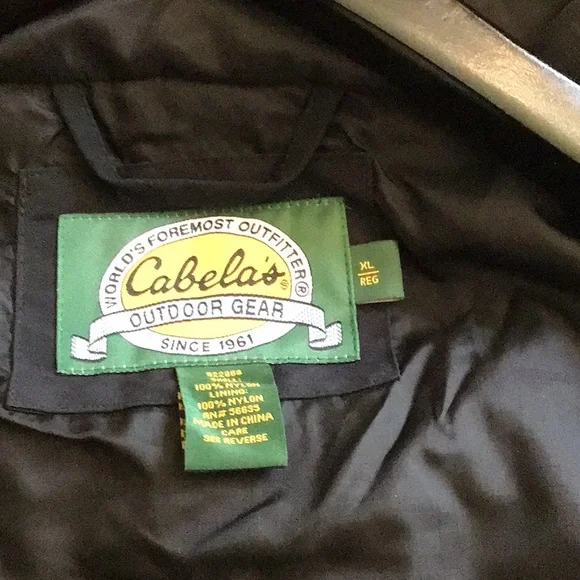 WORLD'S FOREMOST OUTFITTER®
Cabela's®
OUTDOOR GEAR
SINCE 1961
XL
REG
SHELL:
100% NYLON
LINING:
100% NYLON
RN# 56835
MADE IN CHINA
CARE
SEE REVERSE